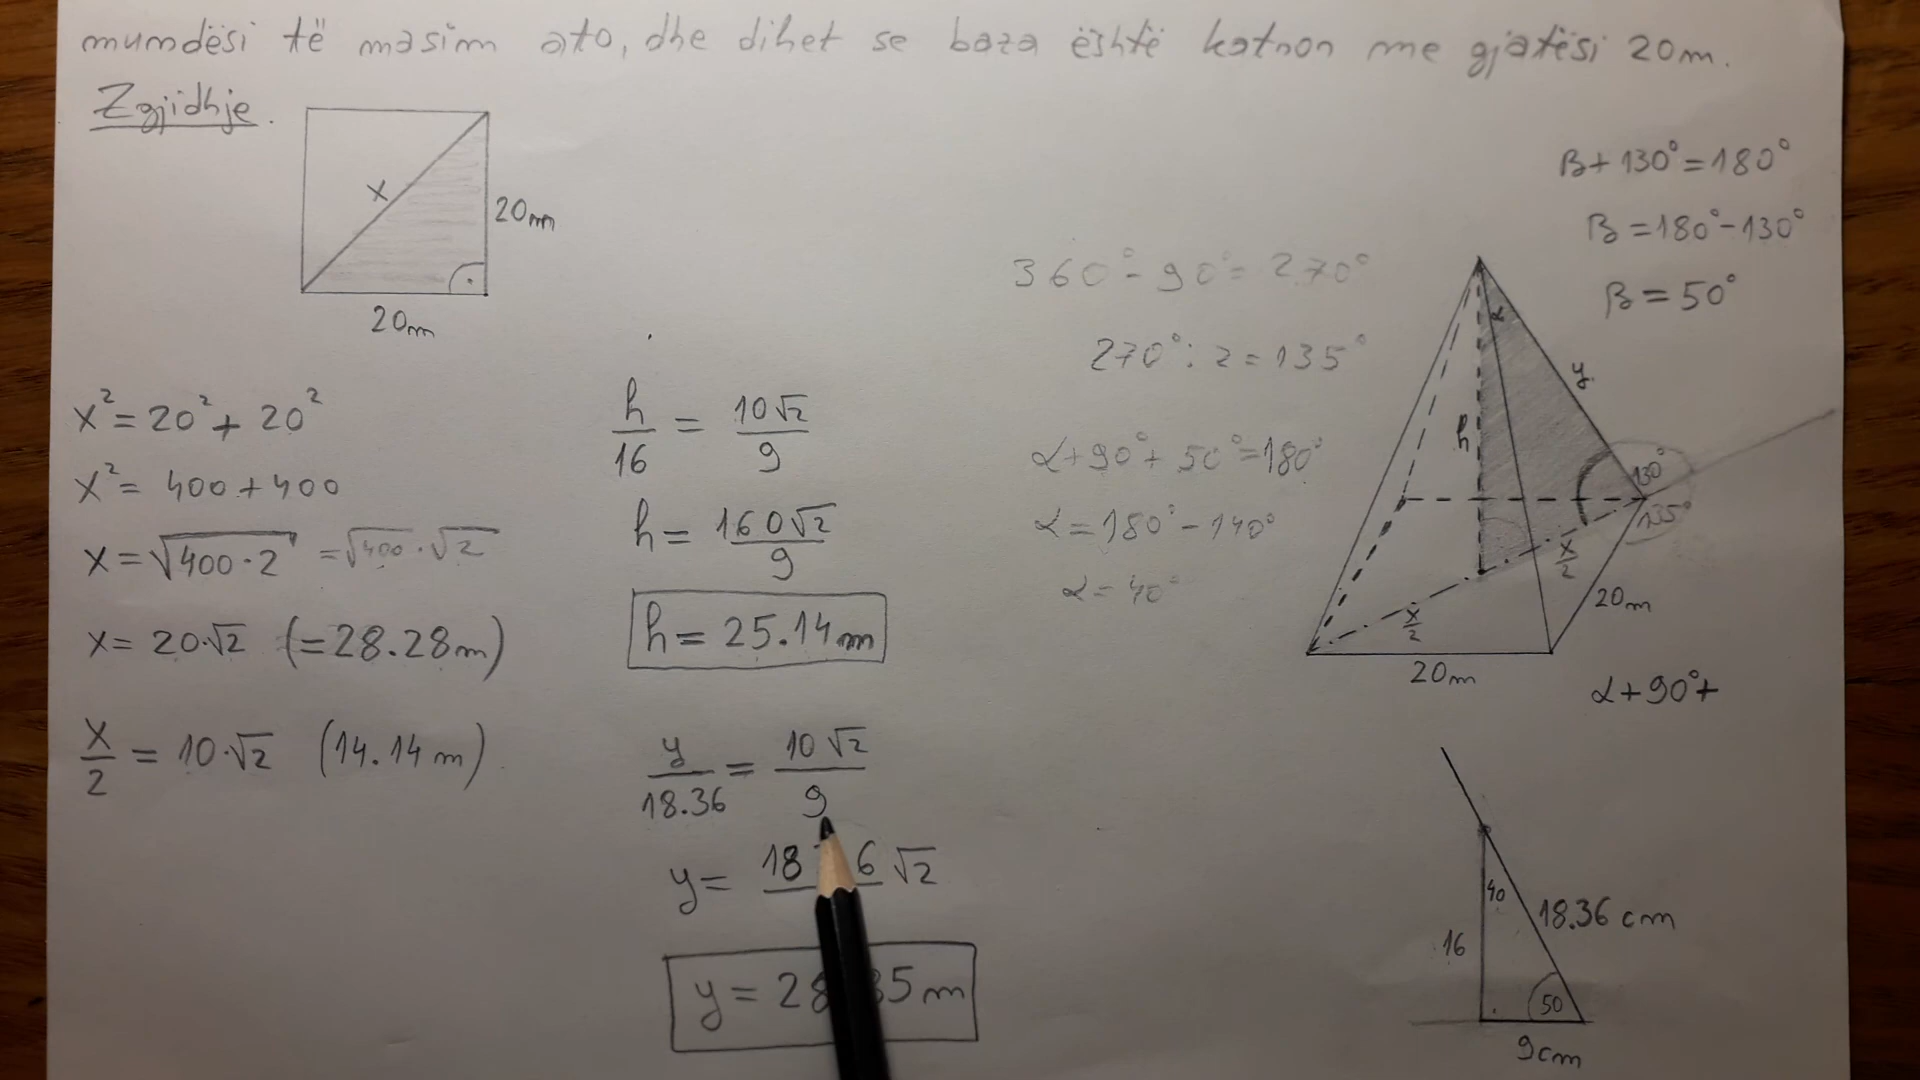 mundësi të masim ato, dhe dihet se baza është katror me gjatësi 20m.
Zgjidhje.
x
20m
20m
x² = 20² + 20²
x² = 400 + 400
x = √400·2 = √400 · √2
x = 20·√2 (=28.28m)
x/2 = 10·√2 (14.14m)
h/16 = 10√2/9
h = 160√2/9
h = 25.14m
y/18.36 = 10√2/9
y = √2
360° - 90° = 270°
270° : 2 = 135°
α + 90° + 50° = 180°
α = 180° - 140°
α = 40°
β + 130° = 180°
β = 180° - 130°
β = 50°
α
y
h
130°
135°
x/2
x/2
20m
20m
α + 90° +
40
18.36 cm
16
50
9cm